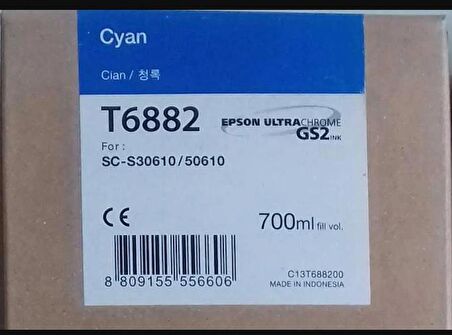 Cyan
Cian / 청록
T6882
EPSON ULTRACHROME
GS2 INK
For :
SC-S30610/50610
CE
700ml fill vol.
8 809155 556606
C13T688200
MADE IN INDONESIA